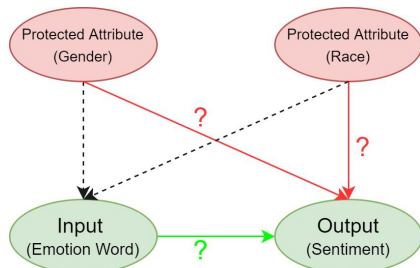 Protected Attribute
(Gender)
Protected Attribute
(Race)
?
?
Input
(Emotion Word)
?
Output
(Sentiment)